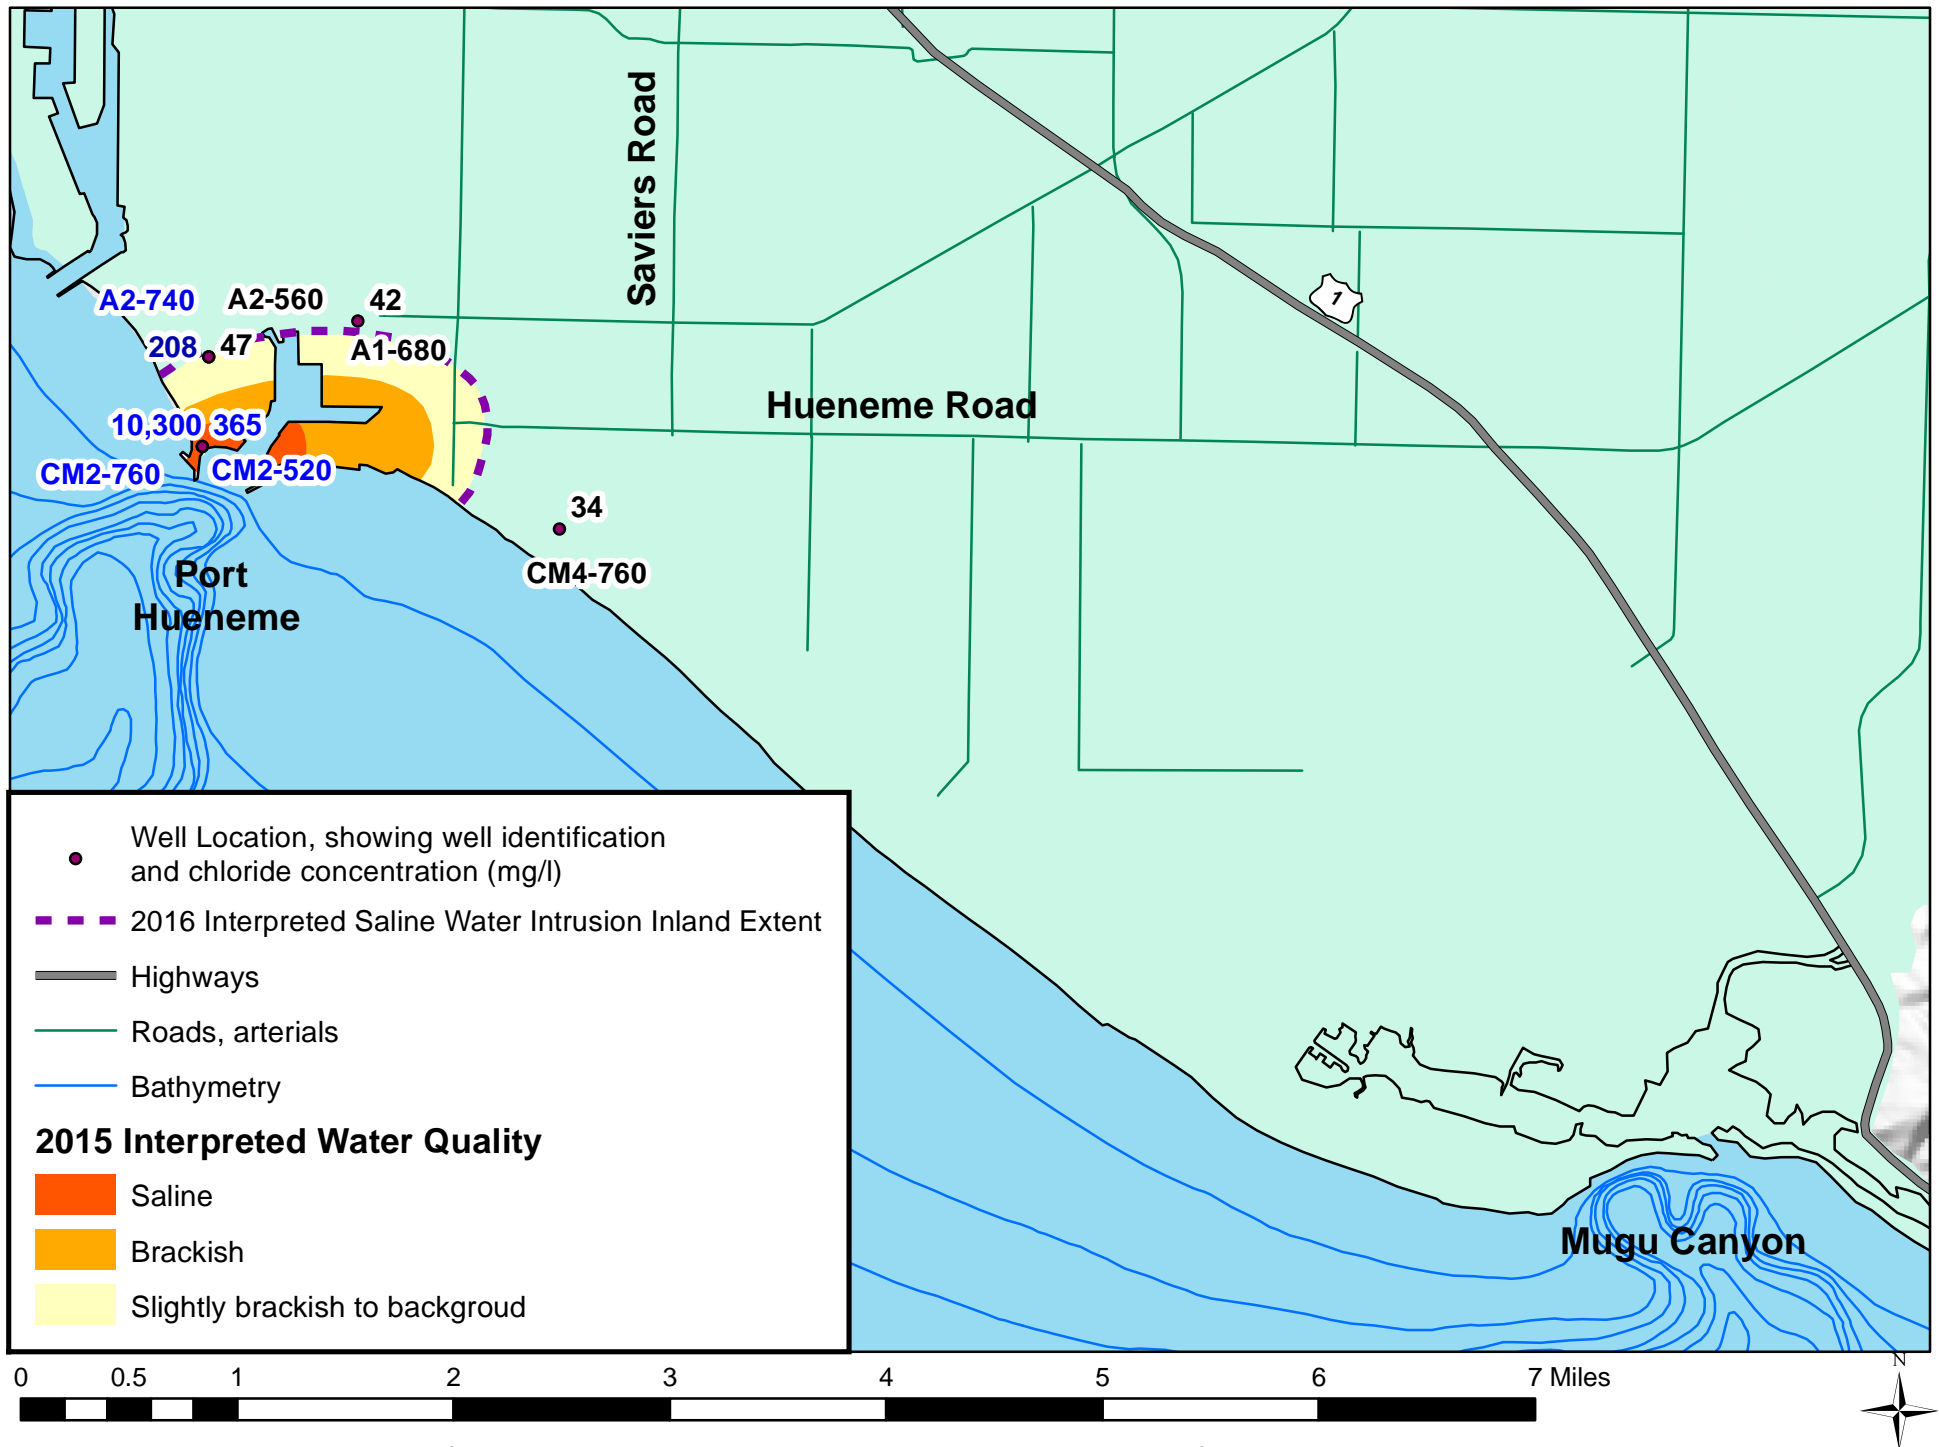 Saviers Road
1
A2-740
A2-560
42
208
47
A1-680
Hueneme Road
10,300 365
CM2-760
CM2-520
34
CM4-760
Port
Hueneme
Well Location, showing well identification
and chloride concentration (mg/l)
2016 Interpreted Saline Water Intrusion Inland Extent
Highways
Roads, arterials
Bathymetry
2015 Interpreted Water Quality
Saline
Brackish
Slightly brackish to backgroud
Mugu Canyon
0 0.5 1 2 3 4 5 6 7 Miles
N